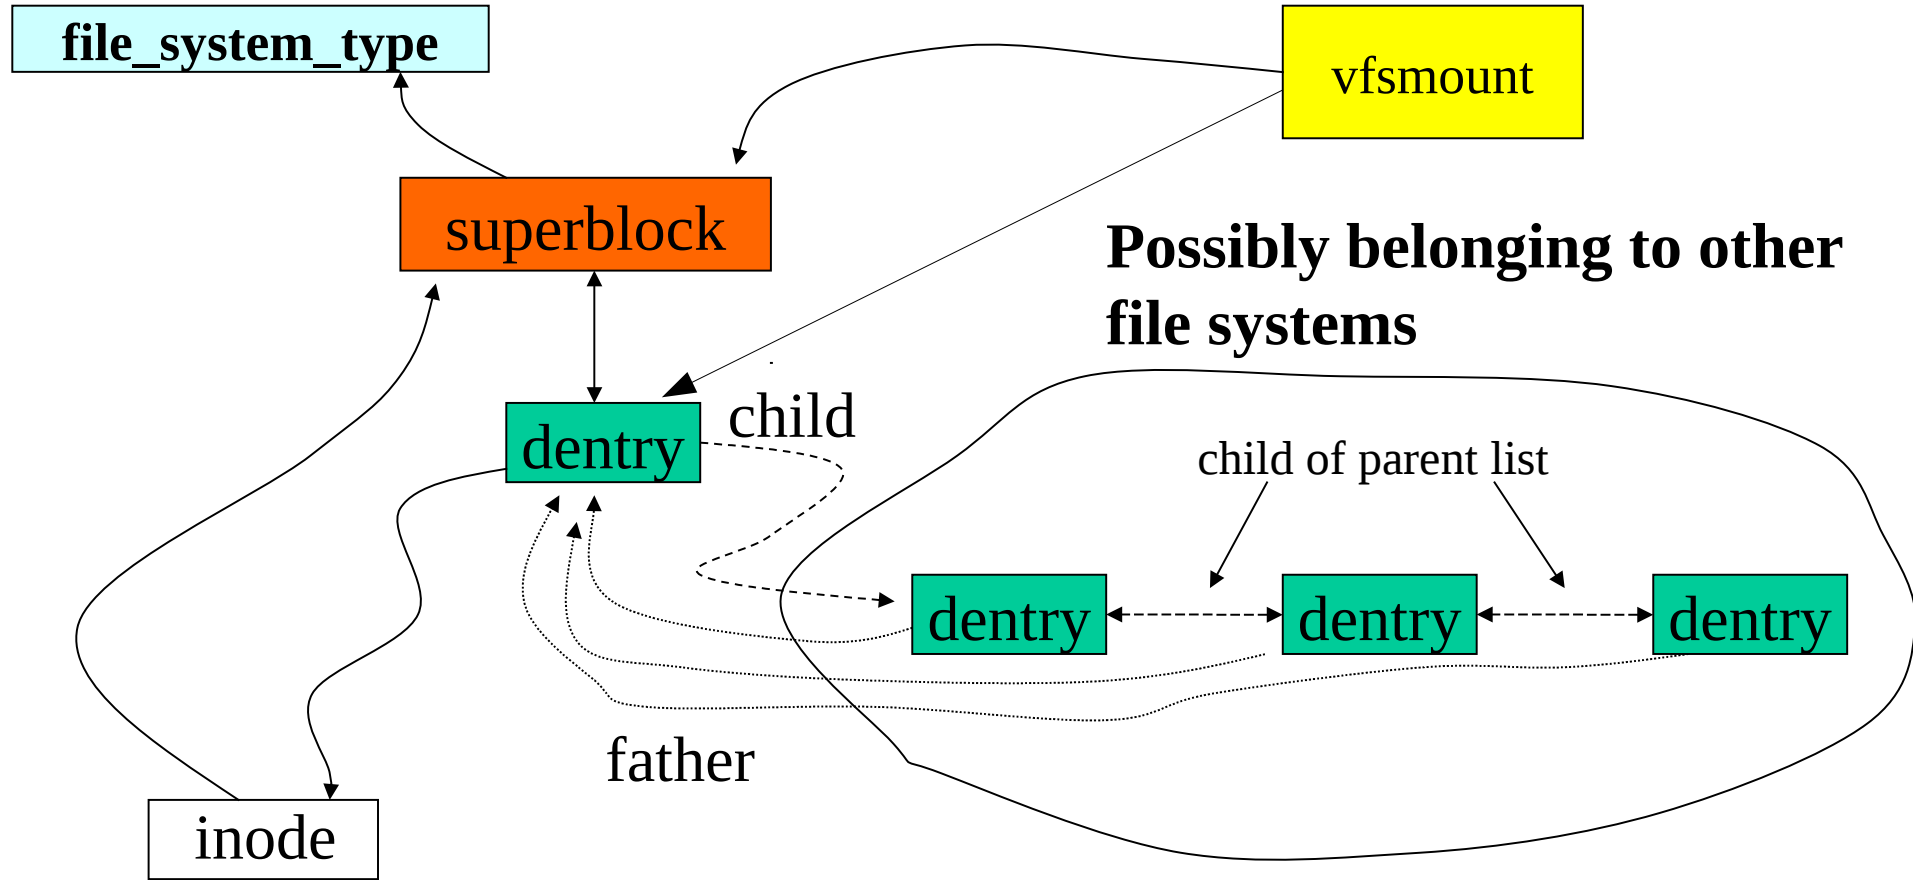 file_system_type
vfsmount
superblock
Possibly belonging to other
file systems
child
dentry
child of parent list
dentry
dentry
dentry
father
inode